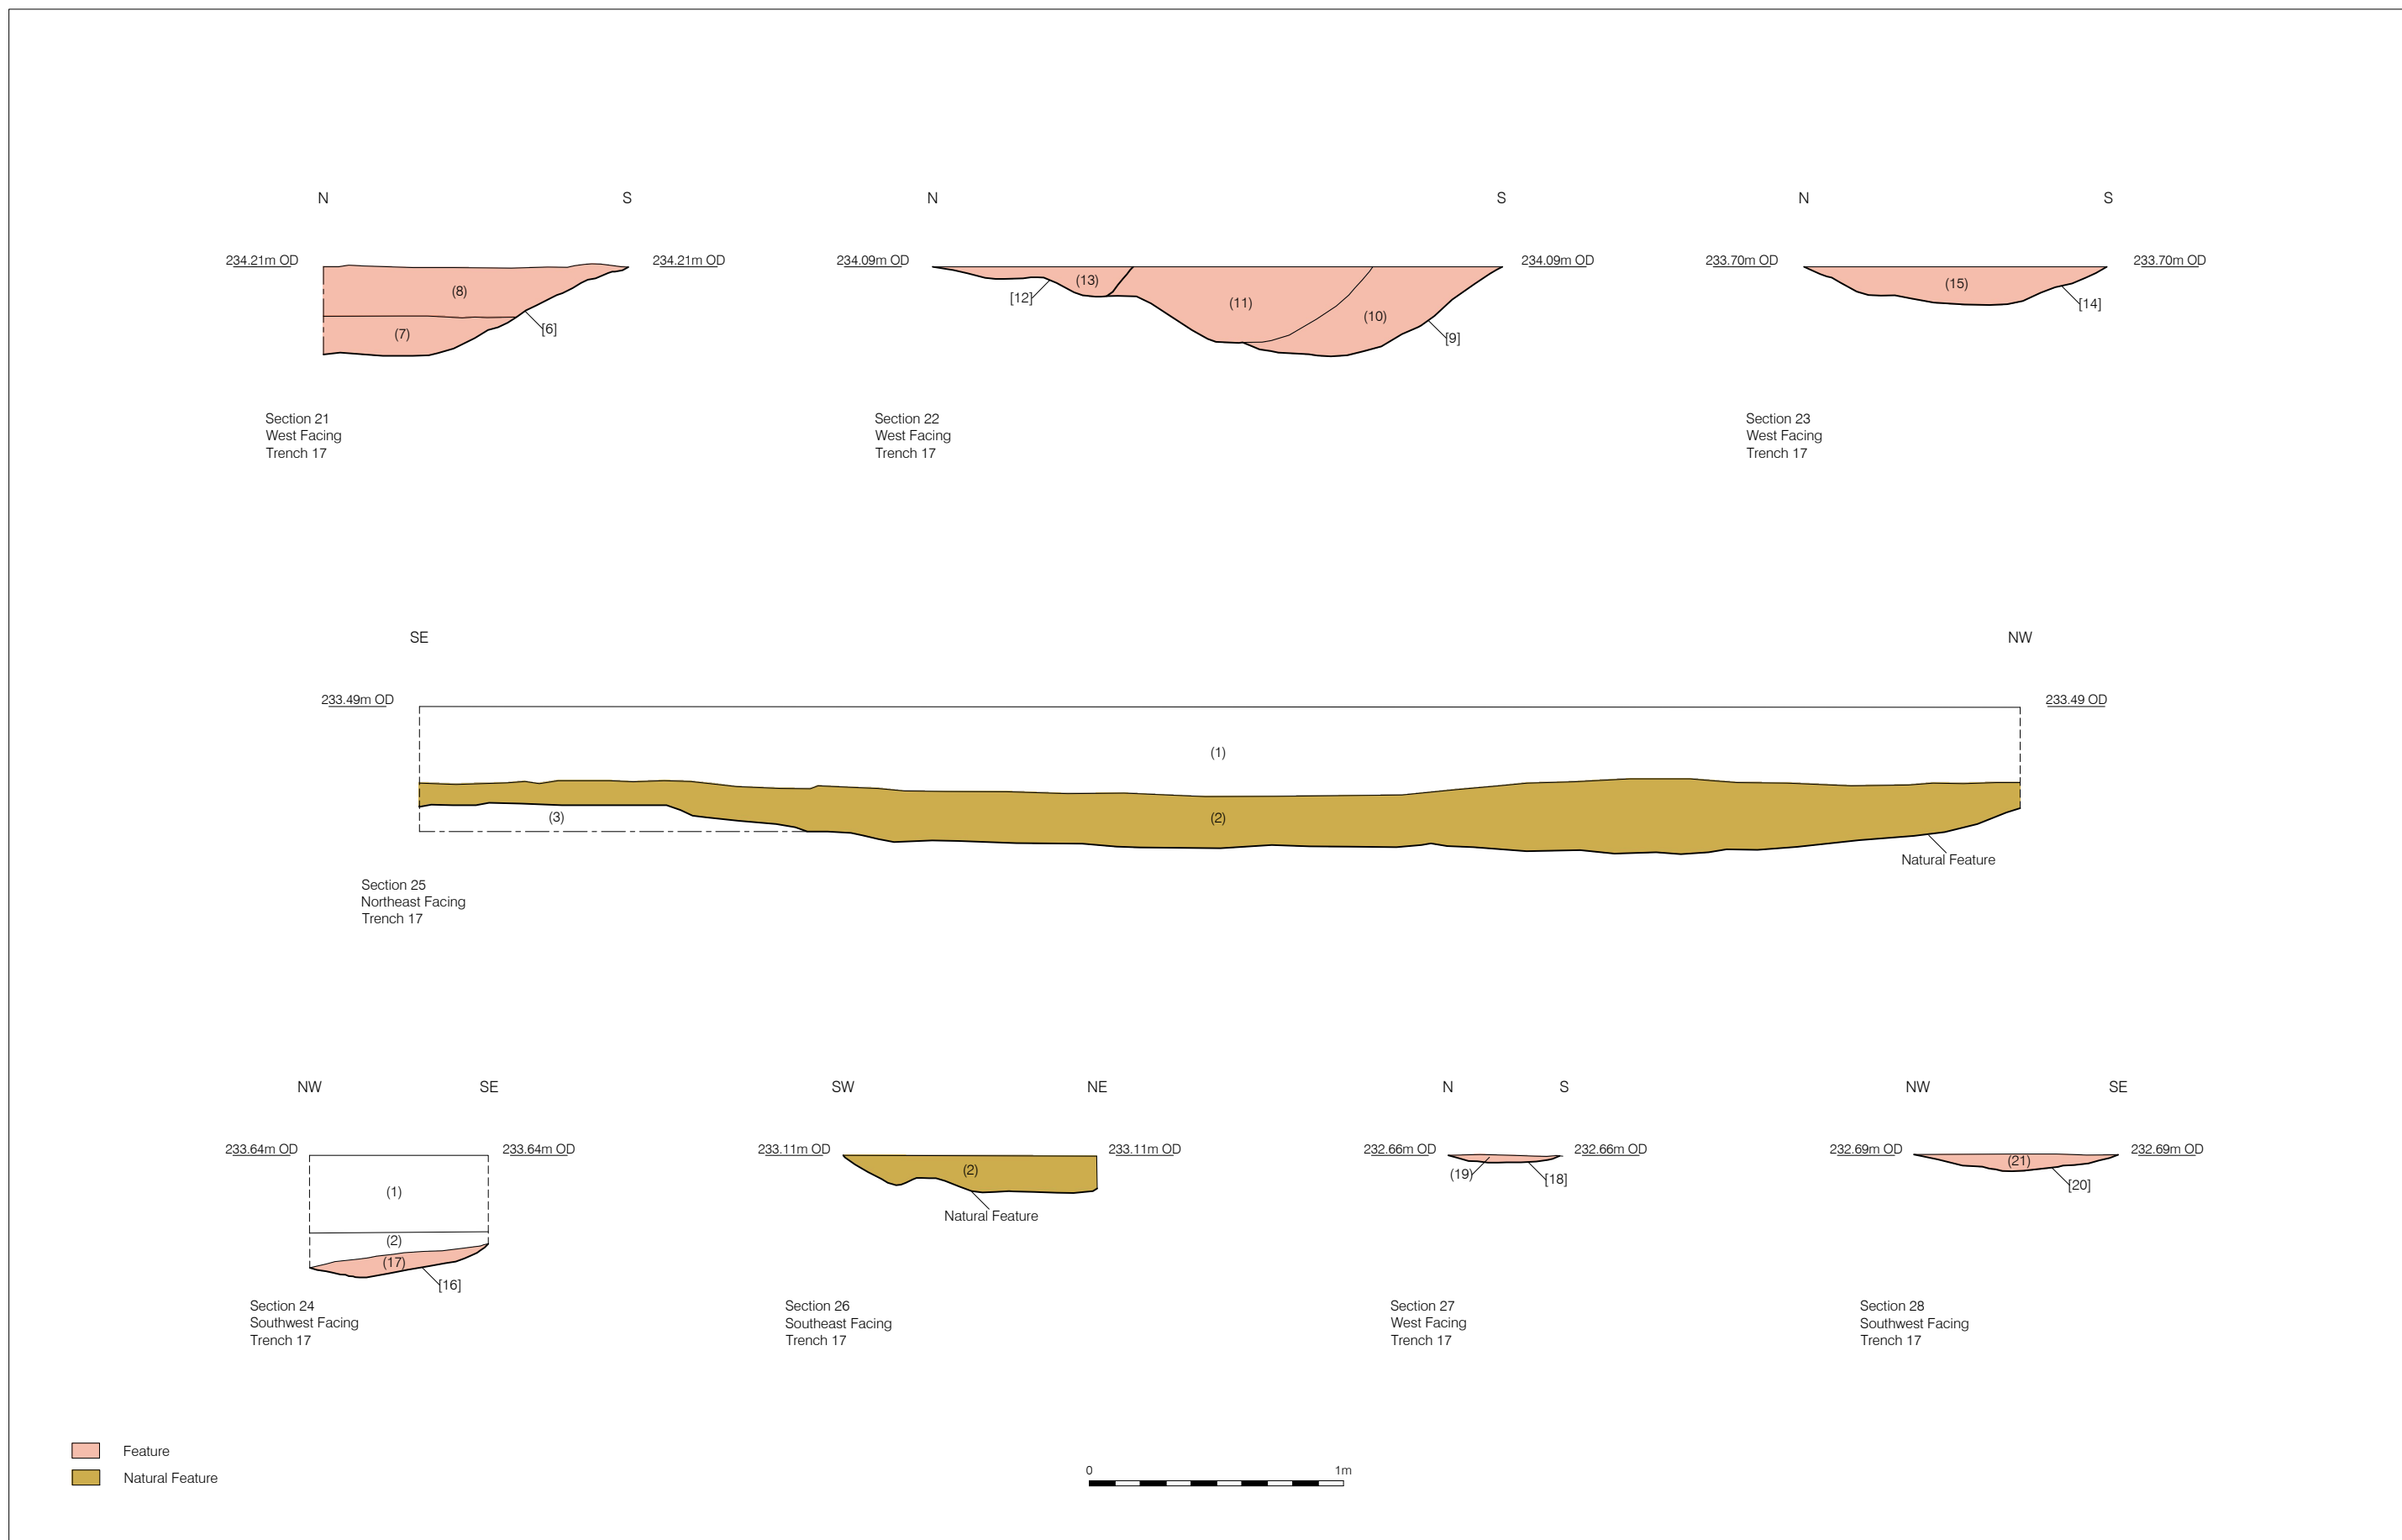 N S N S N S
234.21m OD 234.21m OD 234.09m OD 234.09m OD 233.70m OD 233.70m OD
(8) (13) (15)
[12] (11) [14]
(7) [6] (10) [9]
Section 21
West Facing
Trench 17
Section 22
West Facing
Trench 17
Section 23
West Facing
Trench 17
SE NW
233.49m OD 233.49 OD
(1)
(3) (2)
Natural Feature
Section 25
Northeast Facing
Trench 17
NW SE SW NE N S NW SE
233.64m OD 233.64m OD 233.11m OD 233.11m OD 232.66m OD 232.66m OD 232.69m OD 232.69m OD
(1) (2) (19) [18] (21) [20]
Natural Feature
(2)
(17)
[16]
Section 24
Southwest Facing
Trench 17
Section 26
Southeast Facing
Trench 17
Section 27
West Facing
Trench 17
Section 28
Southwest Facing
Trench 17
Feature
Natural Feature
0 1m